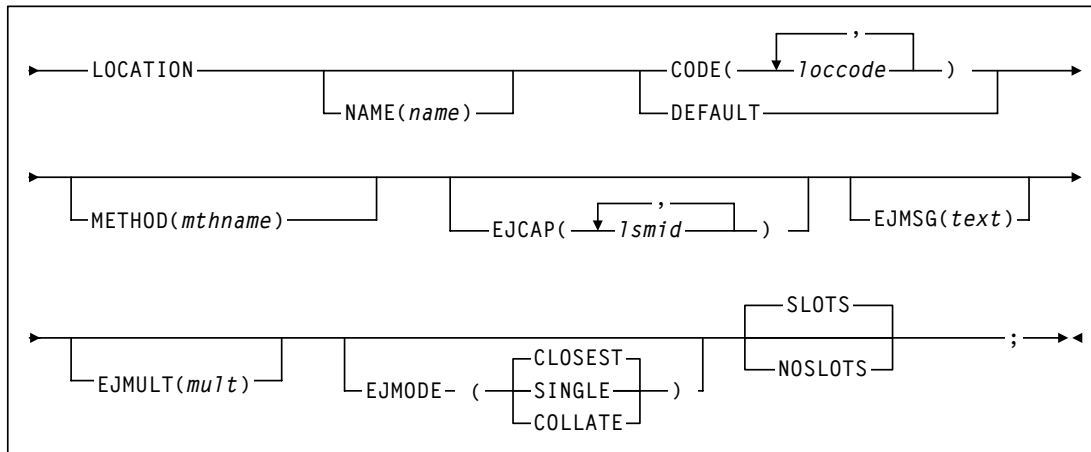 ,
LOCATION CODE( loccode )
NAME(name) DEFAULT
,
METHOD(mthname) EJCAP( lsmid ) EJMSG(text)
SLOTS
;
EJMULT(mult) CLOSEST NOSLOTS
EJMODE ( SINGLE )
COLLATE